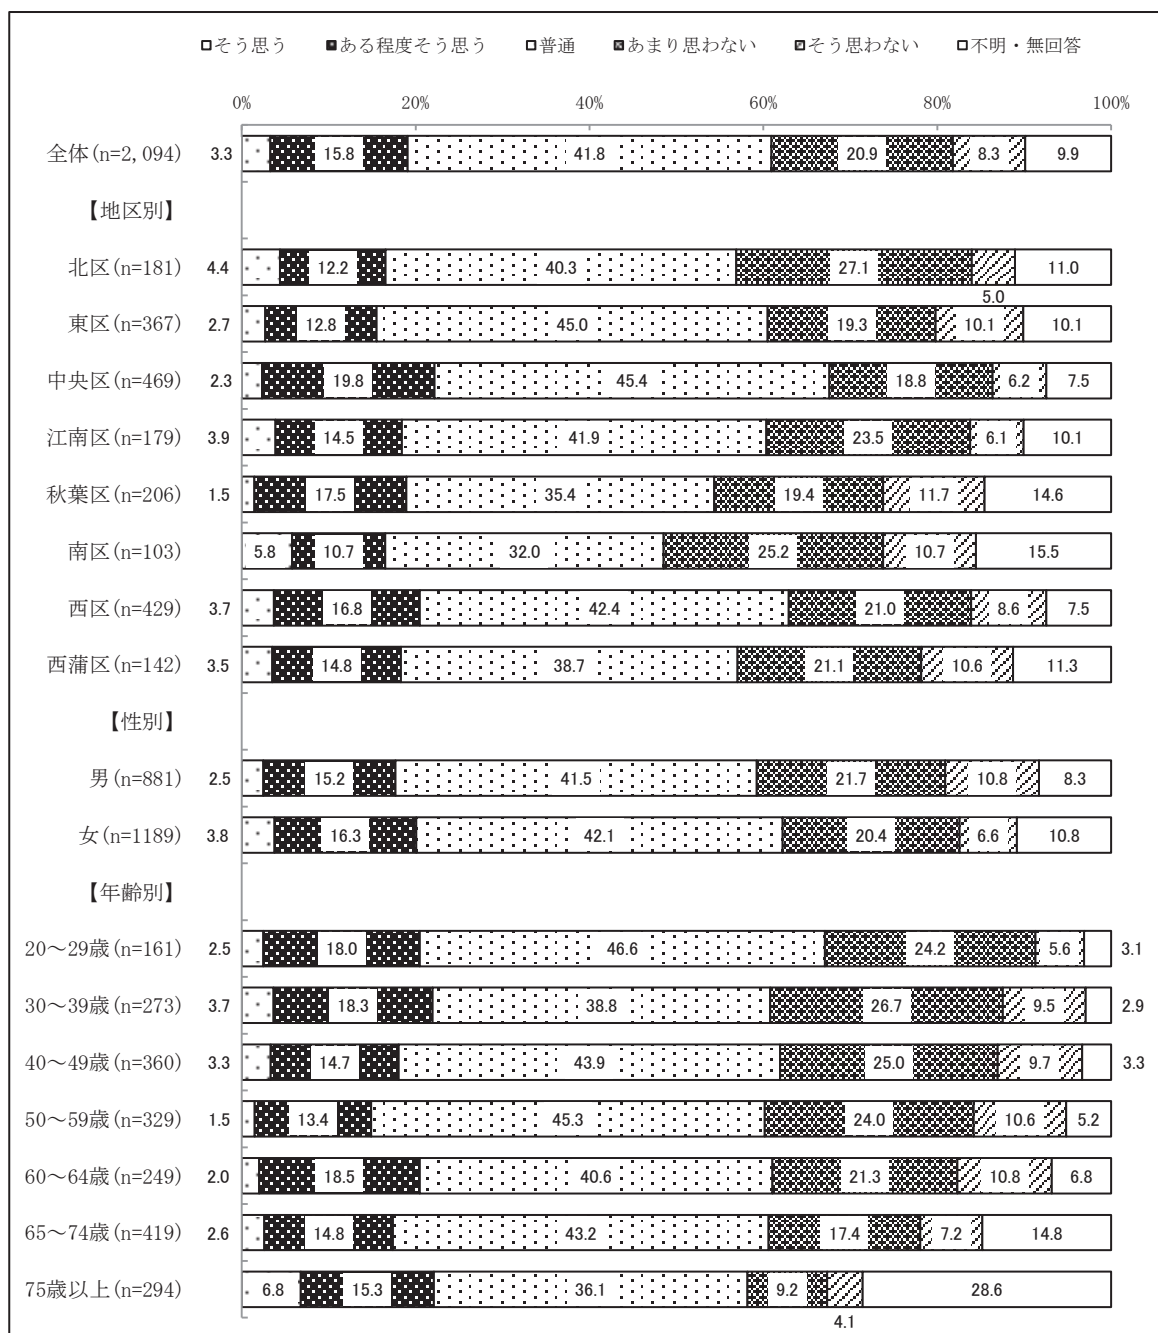 そう思う ある程度そう思う 普通 あまり思わない そう思わない 不明・無回答
0% 20% 40% 60% 80% 100%
全体(n=2,094) 3.3 15.8 41.8 20.9 8.3 9.9
【地区別】
北区(n=181) 4.4 12.2 40.3 27.1 5.0 11.0
東区(n=367) 2.7 12.8 45.0 19.3 10.1 10.1
中央区(n=469) 2.3 19.8 45.4 18.8 6.2 7.5
江南区(n=179) 3.9 14.5 41.9 23.5 6.1 10.1
秋葉区(n=206) 1.5 17.5 35.4 19.4 11.7 14.6
南区(n=103) 5.8 10.7 32.0 25.2 10.7 15.5
西区(n=429) 3.7 16.8 42.4 21.0 8.6 7.5
西蒲区(n=142) 3.5 14.8 38.7 21.1 10.6 11.3
【性別】
男(n=881) 2.5 15.2 41.5 21.7 10.8 8.3
女(n=1189) 3.8 16.3 42.1 20.4 6.6 10.8
【年齢別】
20～29歳(n=161) 2.5 18.0 46.6 24.2 5.6 3.1
30～39歳(n=273) 3.7 18.3 38.8 26.7 9.5 2.9
40～49歳(n=360) 3.3 14.7 43.9 25.0 9.7 3.3
50～59歳(n=329) 1.5 13.4 45.3 24.0 10.6 5.2
60～64歳(n=249) 2.0 18.5 40.6 21.3 10.8 6.8
65～74歳(n=419) 2.6 14.8 43.2 17.4 7.2 14.8
75歳以上(n=294) 6.8 15.3 36.1 9.2 4.1 28.6